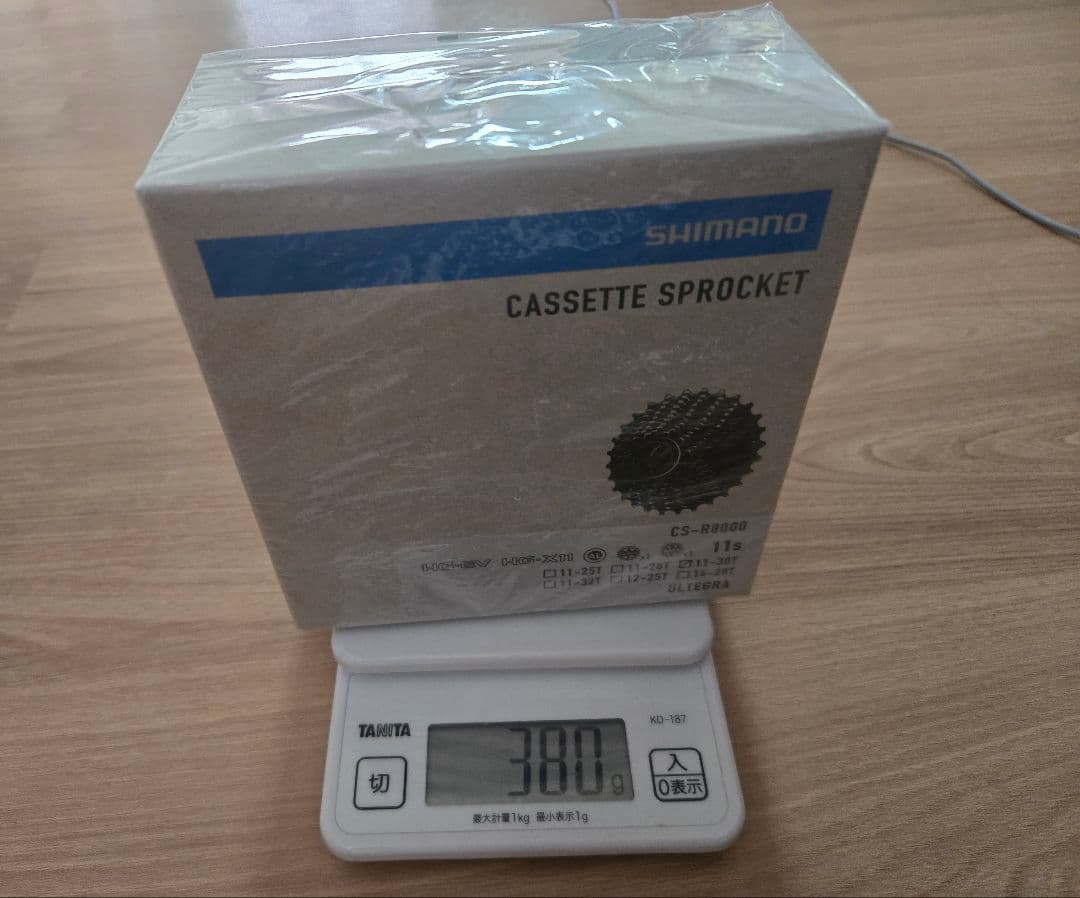 SHIMANO
CASSETTE SPROCKET
CS-R8000
HG-EV HG-X11 11s
11-25T 11-28T 11-30T
11-32T 12-25T 14-28T
ULTEGRA
TANITA
KD-187
切
380g
入
0表示
最大計量1kg 最小表示1g